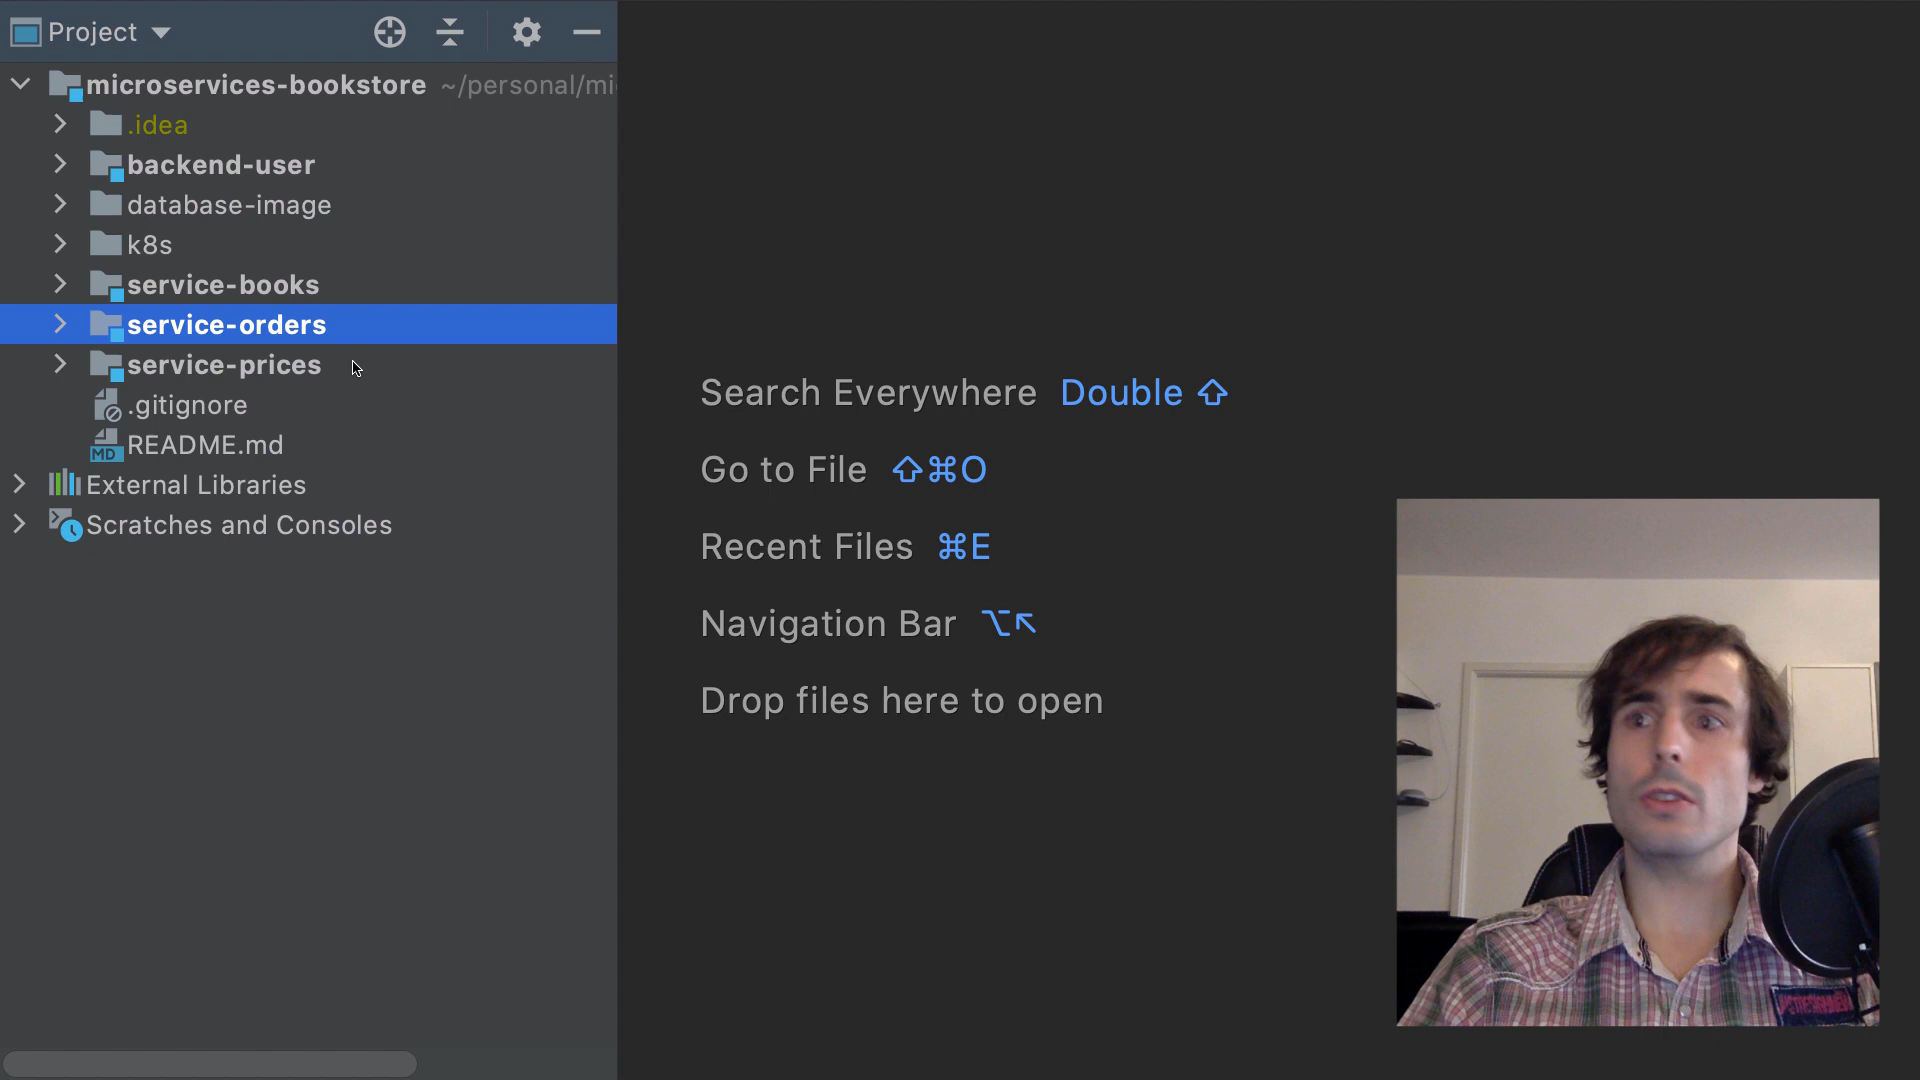 Project
microservices-bookstore ~/personal/mi
.idea
backend-user
database-image
k8s
service-books
service-orders
service-prices
.gitignore
MD README.md
External Libraries
Scratches and Consoles
Search Everywhere Double ⇧
Go to File ⇧⌘O
Recent Files ⌘E
Navigation Bar ⌥↖
Drop files here to open